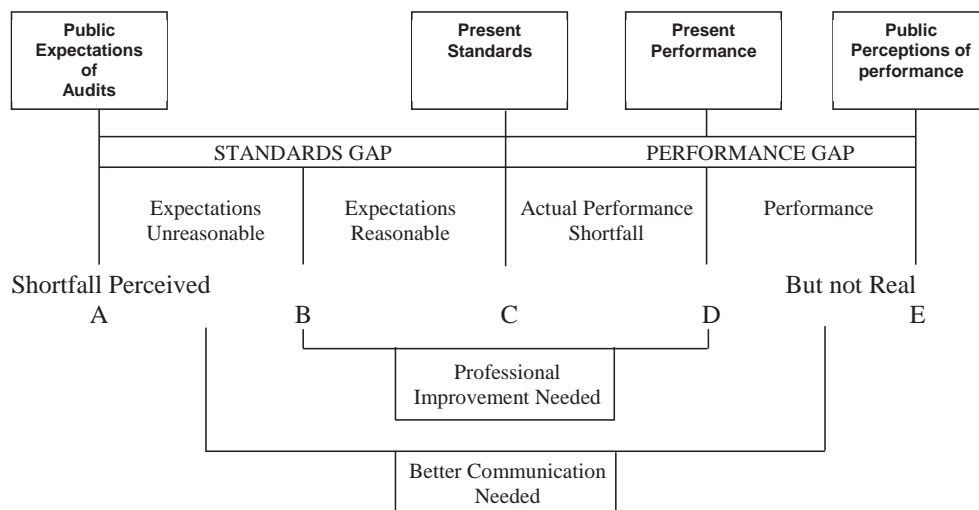 Public
Expectations
of
Audits
Present
Standards
Present
Performance
Public
Perceptions of
performance
STANDARDS GAP
PERFORMANCE GAP
Expectations
Unreasonable
Expectations
Reasonable
Actual Performance
Shortfall
Performance
Shortfall Perceived
But not Real
A
B
C
D
E
Professional
Improvement Needed
Better Communication
Needed